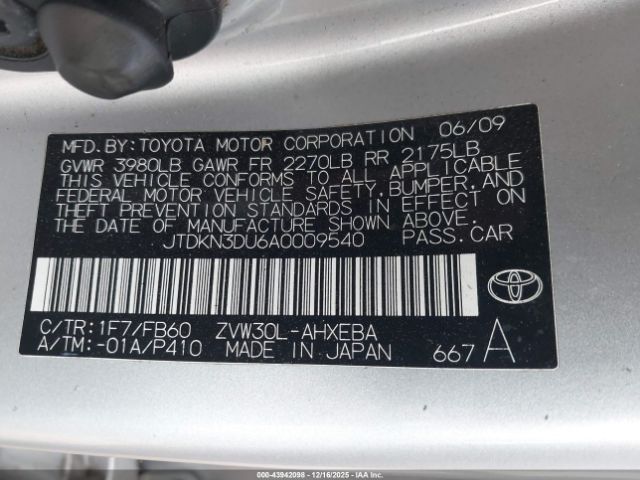 MFD.BY:TOYOTA MOTOR CORPORATION 06/09
GVWR 3980LB GAWR FR 2270LB RR 2175LB
THIS VEHICLE CONFORMS TO ALL APPLICABLE
FEDERAL MOTOR VEHICLE SAFETY, BUMPER, AND
THEFT PREVENTION STANDARDS IN EFFECT ON
THE DATE OF MANUFACTURE SHOWN ABOVE.
JTDKN3DU6A0009540 PASS.CAR
C/TR:1F7/FB60 ZVW30L-AHXEBA
A/TM:-01A/P410 MADE IN JAPAN 667 A
000-43942098 - 12/16/2025 - IAAI.CA